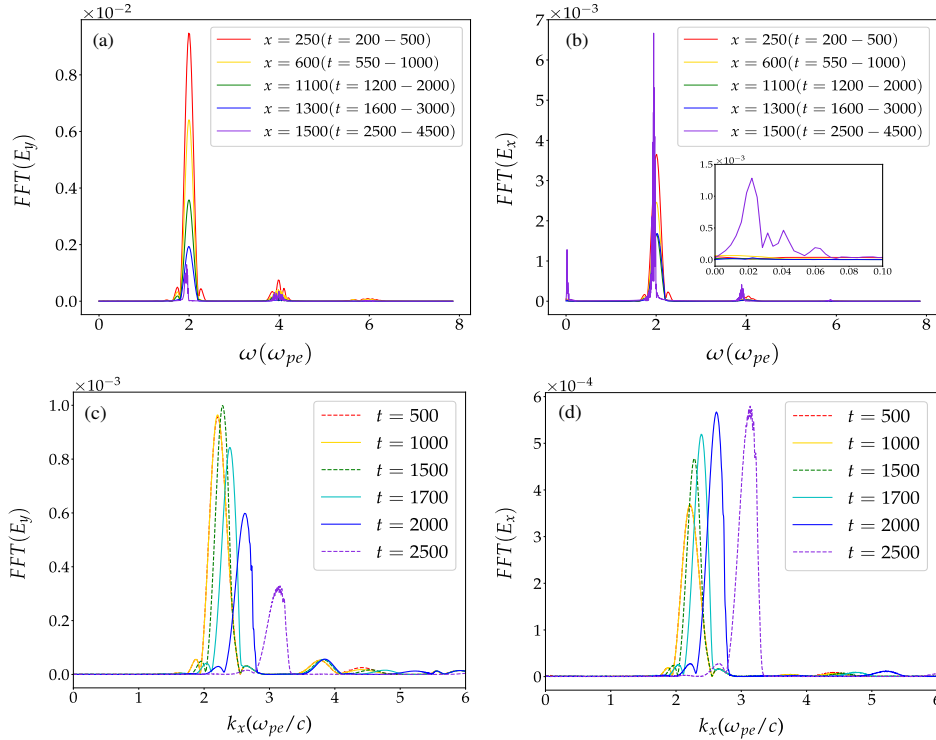 ×10⁻²
(a)
x = 250(t = 200 − 500)
x = 600(t = 550 − 1000)
x = 1100(t = 1200 − 2000)
x = 1300(t = 1600 − 3000)
x = 1500(t = 2500 − 4500)
FFT(E_y)
0.8
0.6
0.4
0.2
0.0
0 2 4 6 8
ω(ω_pe)
×10⁻³
(b)
x = 250(t = 200 − 500)
x = 600(t = 550 − 1000)
x = 1100(t = 1200 − 2000)
x = 1300(t = 1600 − 3000)
x = 1500(t = 2500 − 4500)
FFT(E_x)
7
6
5
4
3
2
1
0
0 2 4 6 8
ω(ω_pe)
×10⁻³
1.5
1.0
0.5
0.0
0.00 0.02 0.04 0.06 0.08 0.10
×10⁻³
(c)
t = 500
t = 1000
t = 1500
t = 1700
t = 2000
t = 2500
FFT(E_y)
1.0
0.8
0.6
0.4
0.2
0.0
0 1 2 3 4 5 6
k_x(ω_pe/c)
×10⁻⁴
(d)
t = 500
t = 1000
t = 1500
t = 1700
t = 2000
t = 2500
FFT(E_x)
6
5
4
3
2
1
0
0 1 2 3 4 5 6
k_x(ω_pe/c)